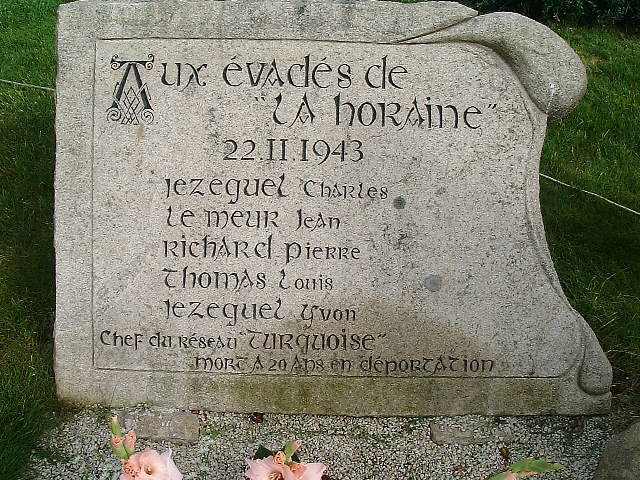 Aux évadés de
"La horaine"
22.11.1943
Jezequel Charles
Le Meur Jean
Richard Pierre
Thomas Louis
Jezequel Yvon
Chef du réseau "Turquoise"
mort a 20 ans en déportation